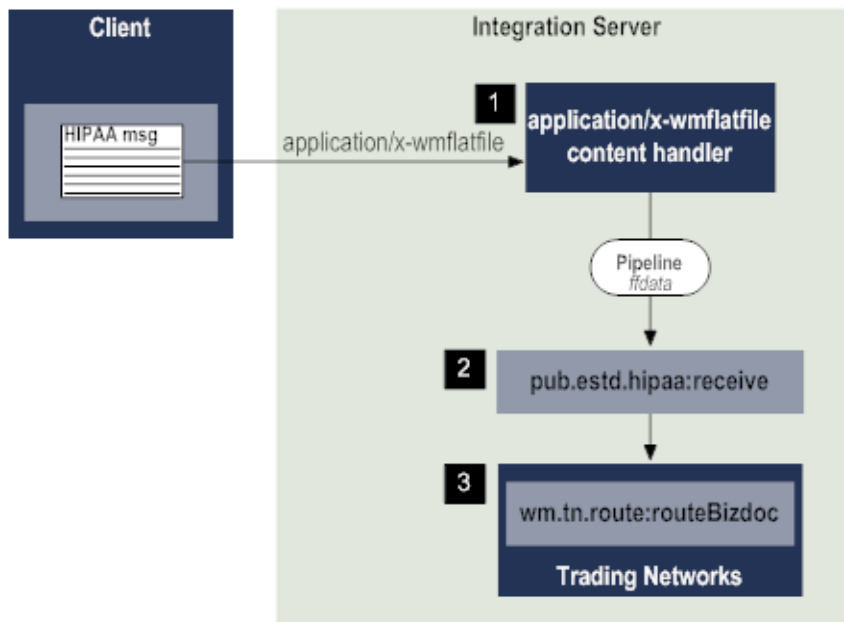 Client
Integration Server
HIPAA msg
application/x-wmflatfile
1
application/x-wmflatfile
content handler
Pipeline
ffdata
2
pub.estd.hipaa:receive
3
wm.tn.route:routeBizdoc
Trading Networks